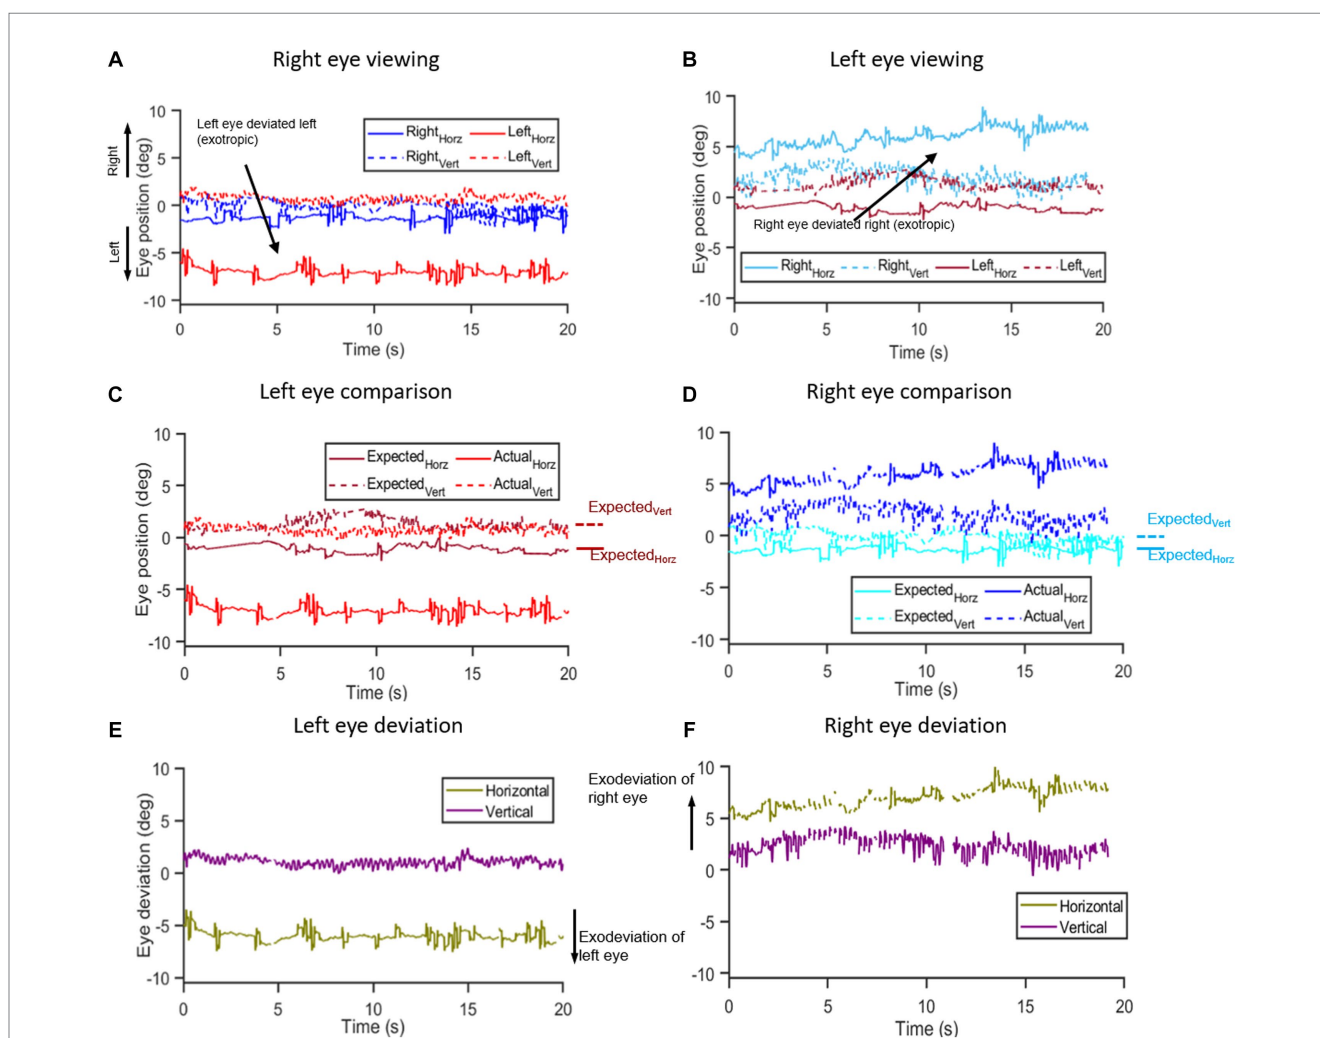 A
Right eye viewing
10
5
0
-5
-10
Right
Left
Eye position (deg)
Left eye deviated left
(exotropic)
RightHorz
LeftHorz
RightVert
LeftVert
0
5
10
15
20
Time (s)
B
Left eye viewing
10
5
0
-5
-10
Eye position (deg)
Right eye deviated right (exotropic)
RightHorz
RightVert
LeftHorz
LeftVert
0
5
10
15
20
Time (s)
C
Left eye comparison
10
5
0
-5
-10
Eye position (deg)
ExpectedHorz
ActualHorz
ExpectedVert
ActualVert
ExpectedVert
ExpectedHorz
0
5
10
15
20
Time (s)
D
Right eye comparison
10
5
0
-5
-10
ExpectedHorz
ActualHorz
ExpectedVert
ActualVert
ExpectedVert
ExpectedHorz
0
5
10
15
20
Time (s)
E
Left eye deviation
10
5
0
-5
-10
Eye deviation (deg)
Horizontal
Vertical
Exodeviation of
left eye
0
5
10
15
20
Time (s)
F
Right eye deviation
Exodeviation of
right eye
10
5
0
-5
-10
Horizontal
Vertical
0
5
10
15
20
Time (s)